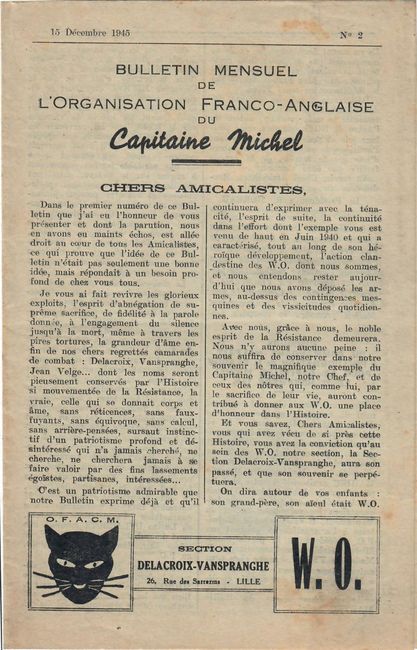 15 Décembre 1945
N° 2
BULLETIN MENSUEL
DE
L'ORGANISATION FRANCO-ANGLAISE
DU
Capitaine Michel
CHERS AMICALISTES,
Dans le premier numéro de ce Bul-
letin que j'ai eu l'honneur de vous
présenter et dont la parution, nous
en avons eu maints échos, est allée
droit au cœur de tous les Amicalistes,
ce qui prouve que l'idée de ce Bul-
letin n'était pas seulement une bonne
idée, mais répondait à un besoin pro-
fond de chez vous tous.
Je vous ai fait revivre les glorieux
exploits, l'esprit d'abnégation de su-
prême sacrifice, de fidélité à la parole
donnée, à l'engagement du silence
jusqu'à la mort, même à travers les
pires tortures, la grandeur d'âme en-
fin de nos chers regrettés camarades
de combat : Delacroix, Vanspranghe,
Jean Velge... dont les noms seront
pieusement conservés par l'Histoire
si mouvementée de la Résistance, la
vraie, celle qui se donnait corps et
âme, sans réticences, sans faux-
fuyants, sans équivoque, sans calcul,
sans arrière-pensées, sursaut instinc-
tif d'un patriotisme profond et dé-
sintéressé qui n'a jamais cherché, ne
cherche, ne cherchera jamais à se
faire valoir par des fins lassements
égoïstes, partisanes, intéressées...
C'est un patriotisme admirable que
notre Bulletin exprime déjà et qu'il
continuera d'exprimer avec la téna-
cité, l'esprit de suite, la continuité
dans l'effort dont l'exemple vous est
venu de haut en Juin 1940 et qui a
caractérisé, tout au long de son hé-
roïque développement, l'action clan-
destine des W.O. dont nous sommes,
et nous entendons rester aujour-
d'hui que nous avons déposé les ar-
mes, au-dessus des contingences mes-
quines et des vissicitudes quotidien-
nes.
Avec nous, grâce à nous, le noble
esprit de la Résistance demeurera.
Nous n'y aurons aucune peine : il
nous suffira de conserver dans notre
souvenir le magnifique exemple du
Capitaine Michel, notre Chef, et de
ceux des nôtres qui, comme lui, par
le sacrifice de leur vie, auront con-
tribué à donner aux W.O. une place
d'honneur dans l'Histoire.
Et vous savez, Chers Amicalistes,
vous qui avez vécu de si près cette
Histoire, vous avez la conviction qu'au
sein des W.O. notre section, la Sec-
tion Delacroix-Vanspranghe, aura son
passé, et que son souvenir se perpé-
tuera.
On dira autour de vos enfants :
son grand-père, son aïeul était W.O.
O.F.A.C.M.
SECTION
DELACROIX-VANSPRANGHE
26, Rue des Sarrazins - LILLE
W.O.